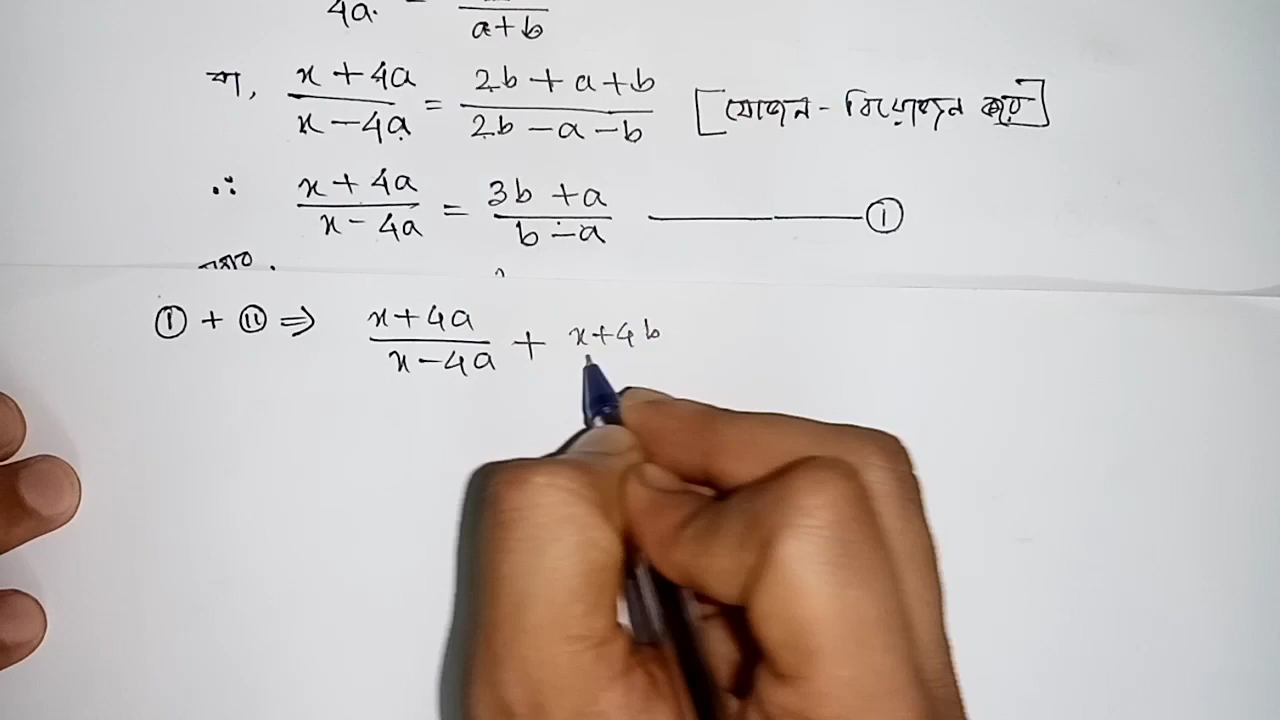 4a = a+b
বা, x + 4a / x - 4a = 2b + a + b / 2b - a - b [যোজন - বিয়োজন করে]
∴ x + 4a / x - 4a = 3b + a / b - a ——— ①
① + ⑪ ⇒ x+4a / x-4a + x+4b